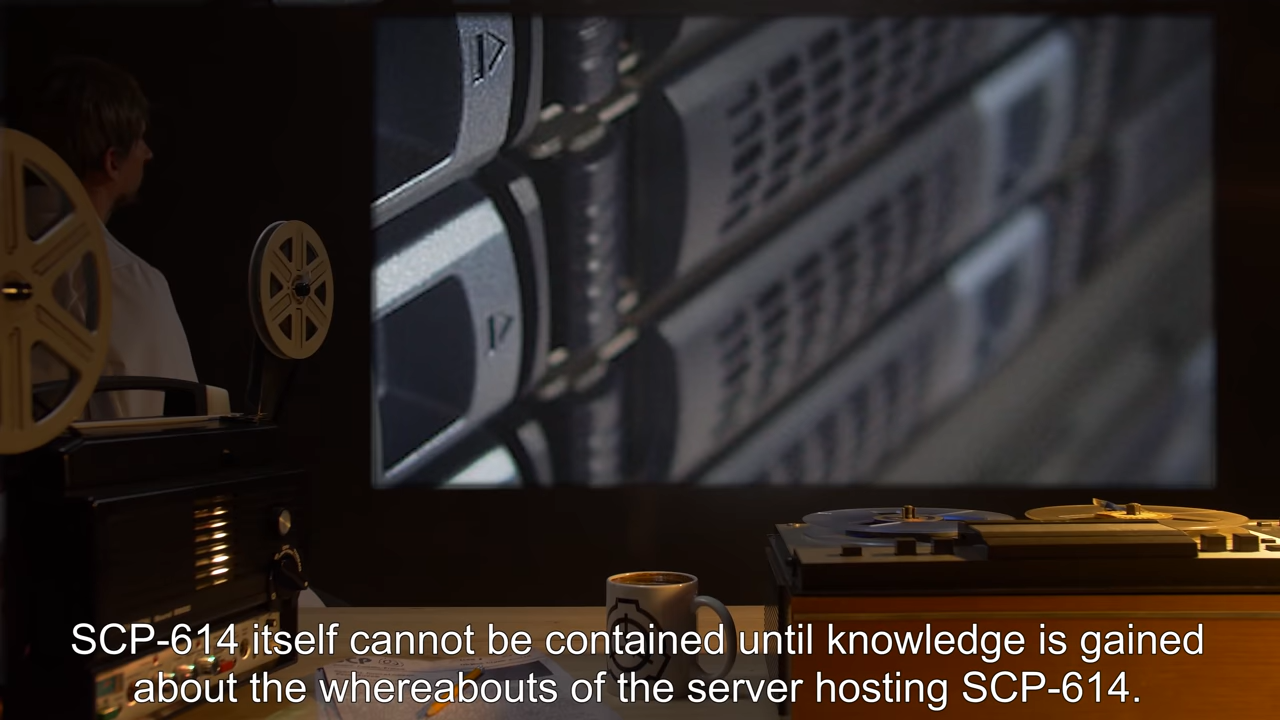 SCP-614 itself cannot be contained until knowledge is gained
about the whereabouts of the server hosting SCP-614.
SCP